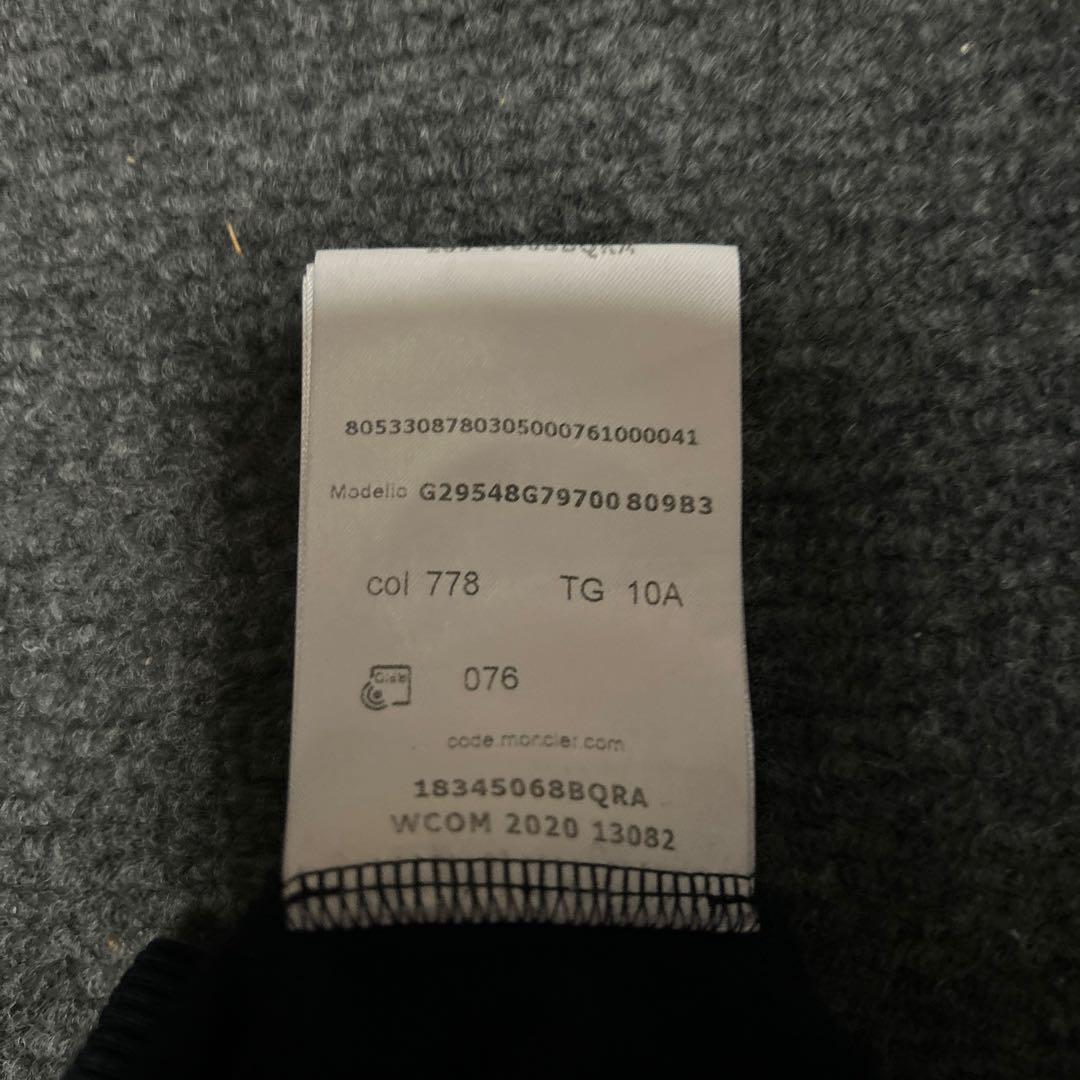 8053308780305000761000041
Modello G29548G79700 809B3
col 778 TG 10A
076
code.moncler.com
18345068BQRA
WCOM 2020 13082